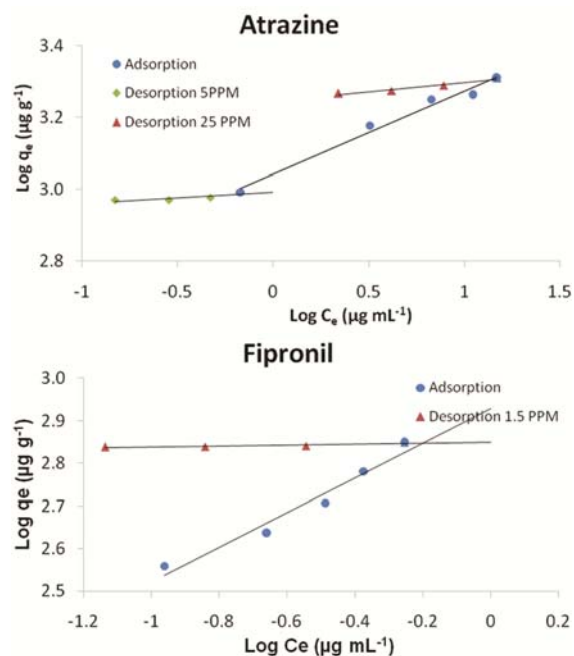 Atrazine
Adsorption
Desorption 5PPM
Desorption 25 PPM
Log qₑ (µg g⁻¹)
3.4
3.2
3.0
2.8
-1 -0.5 0 0.5 1 1.5
Log Cₑ (µg mL⁻¹)
Fipronil
Adsorption
Desorption 1.5 PPM
Log qe (µg g⁻¹)
3.0
2.9
2.8
2.7
2.6
2.5
-1.2 -1 -0.8 -0.6 -0.4 -0.2 0
Log Ce (µg mL⁻¹)